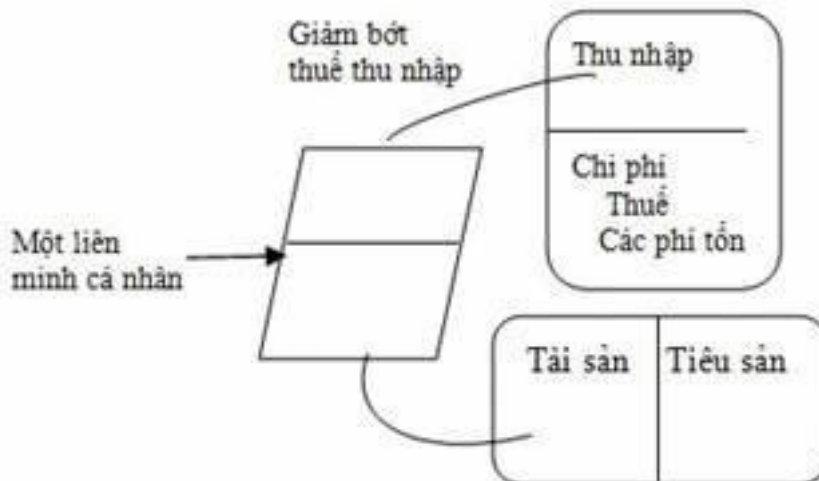 Giảm bớt
thuế thu nhập
Thu nhập
Chi phí
Thuế
Các phí tổn
Một liên
minh cá nhân
Tài sản
Tiêu sản